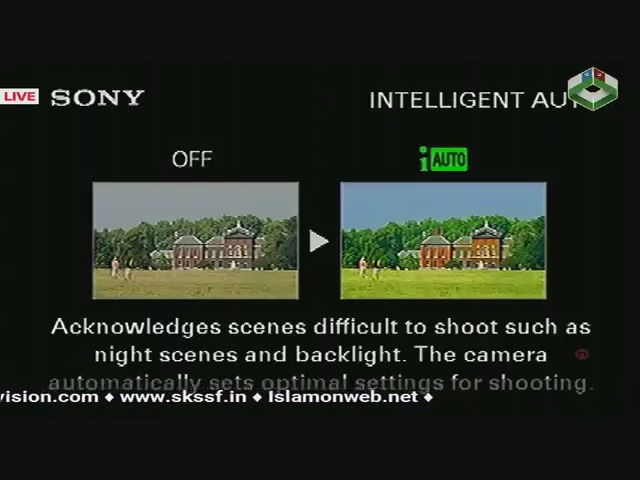 LIVE SONY INTELLIGENT AUT
OFF i AUTO
Acknowledges scenes difficult to shoot such as
night scenes and backlight. The camera
automatically sets optimal settings for shooting.
vision.com ◆ www.skssf.in ◆ Islamonweb.net ◆